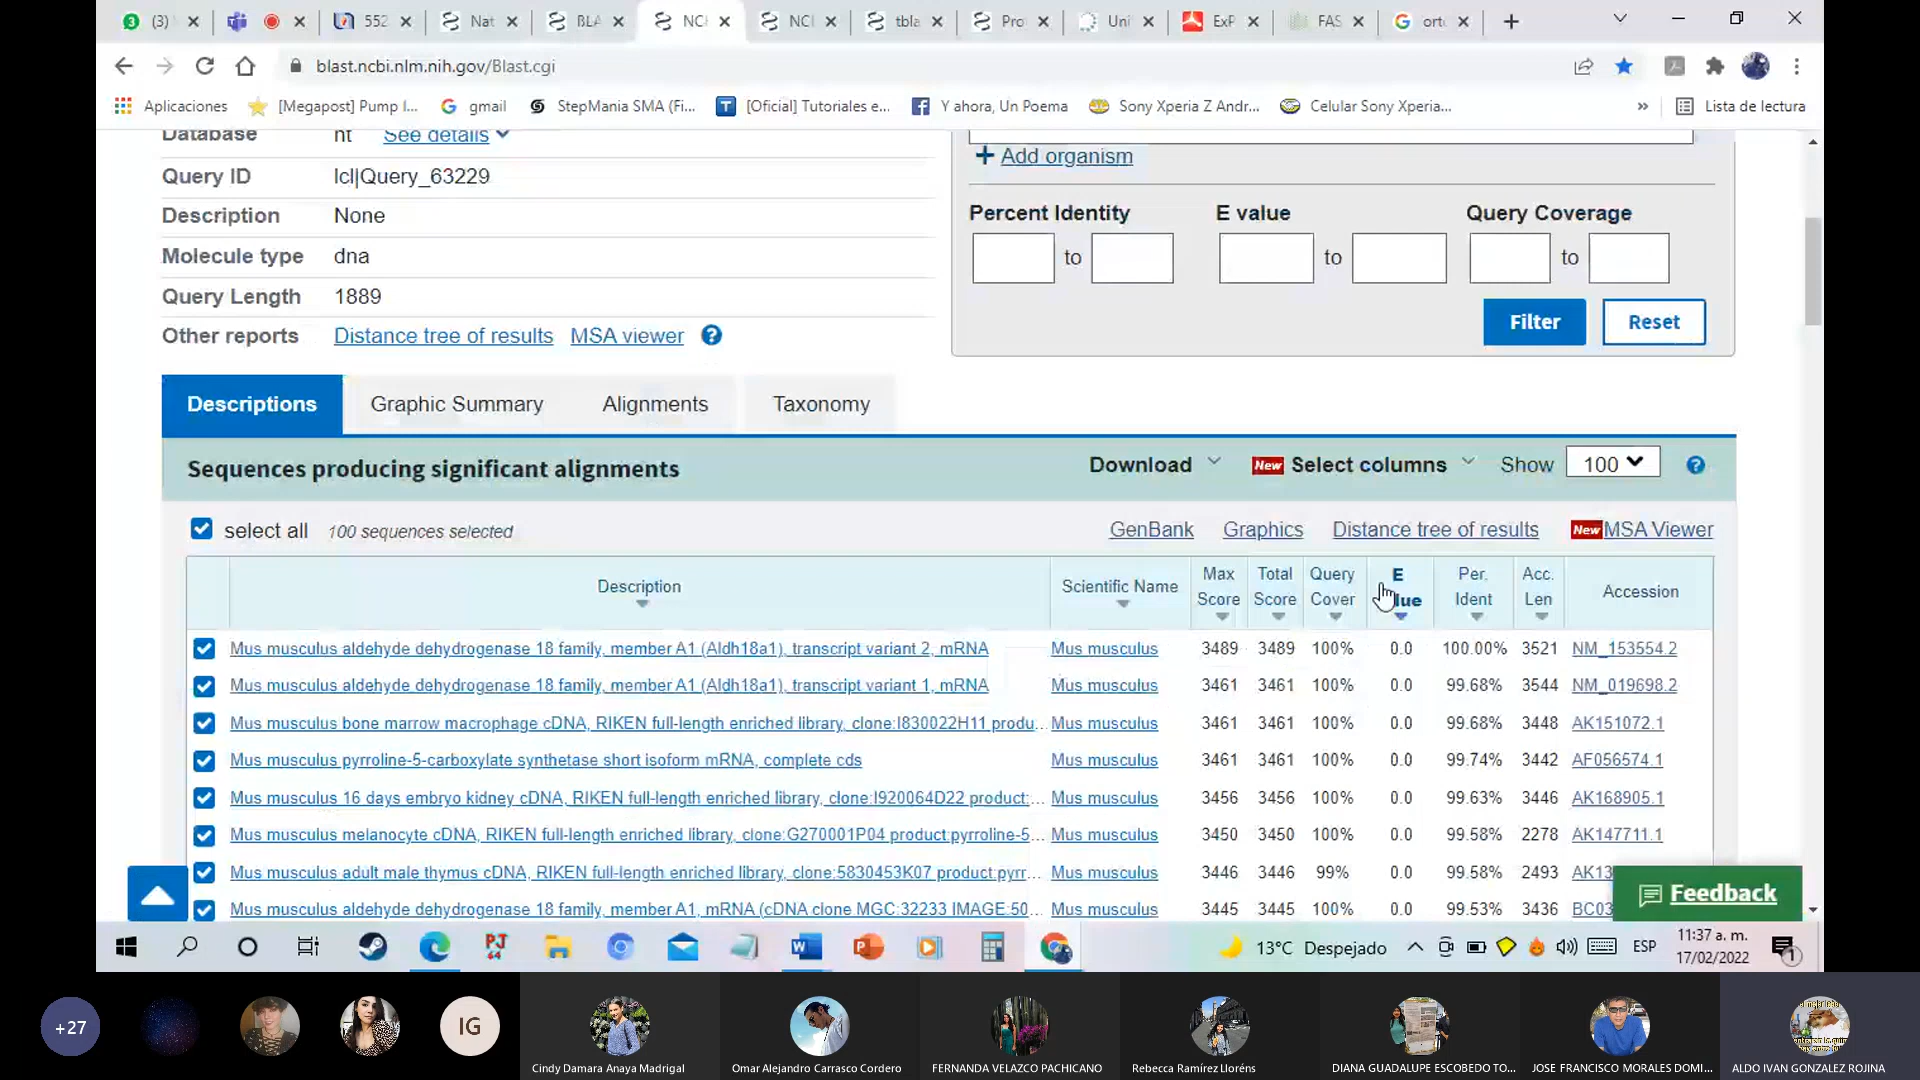 (3)
552
Nat
BLA
NCI
NCI
tbla
Pro
Uni
ExP
FAS
orto
blast.ncbi.nlm.nih.gov/Blast.cgi
Aplicaciones
[Megapost] Pump I...
gmail
StepMania SMA (Fi...
[Oficial] Tutoriales e...
Y ahora, Un Poema
Sony Xperia Z Andr...
Celular Sony Xperia...
»
Lista de lectura
Database nt See details
Query ID lcl|Query_63229
Description None
Molecule type dna
Query Length 1889
Other reports Distance tree of results MSA viewer ?
+ Add organism
Percent Identity E value Query Coverage
to to to
Filter Reset
Descriptions Graphic Summary Alignments Taxonomy
Sequences producing significant alignments Download New Select columns Show 100 ?
select all 100 sequences selected GenBank Graphics Distance tree of results New MSA Viewer
Description Scientific Name Max Score Total Score Query Cover E lue Per. Ident Acc. Len Accession
Mus musculus aldehyde dehydrogenase 18 family, member A1 (Aldh18a1), transcript variant 2, mRNA Mus musculus 3489 3489 100% 0.0 100.00% 3521 NM_153554.2
Mus musculus aldehyde dehydrogenase 18 family, member A1 (Aldh18a1), transcript variant 1, mRNA Mus musculus 3461 3461 100% 0.0 99.68% 3544 NM_019698.2
Mus musculus bone marrow macrophage cDNA, RIKEN full-length enriched library, clone:I830022H11 produ... Mus musculus 3461 3461 100% 0.0 99.68% 3448 AK151072.1
Mus musculus pyrroline-5-carboxylate synthetase short isoform mRNA, complete cds Mus musculus 3461 3461 100% 0.0 99.74% 3442 AF056574.1
Mus musculus 16 days embryo kidney cDNA, RIKEN full-length enriched library, clone:I920064D22 product:... Mus musculus 3456 3456 100% 0.0 99.63% 3446 AK168905.1
Mus musculus melanocyte cDNA, RIKEN full-length enriched library, clone:G270001P04 product:pyrroline-5... Mus musculus 3450 3450 100% 0.0 99.58% 2278 AK147711.1
Mus musculus adult male thymus cDNA, RIKEN full-length enriched library, clone:5830453K07 product:pyrr... Mus musculus 3446 3446 99% 0.0 99.58% 2493 AK13
Mus musculus aldehyde dehydrogenase 18 family, member A1, mRNA (cDNA clone MGC:32233 IMAGE:50... Mus musculus 3445 3445 100% 0.0 99.53% 3436 BC03
Feedback
13°C Despejado ESP 11:37 a. m.
17/02/2022 1
+27
IG
Cindy Damara Anaya Madrigal
Omar Alejandro Carrasco Cordero
FERNANDA VELAZCO PACHICANO
Rebecca Ramírez Lloréns
DIANA GUADALUPE ESCOBEDO TO...
JOSE FRANCISCO MORALES DOMI...
ALDO IVAN GONZALEZ ROJINA